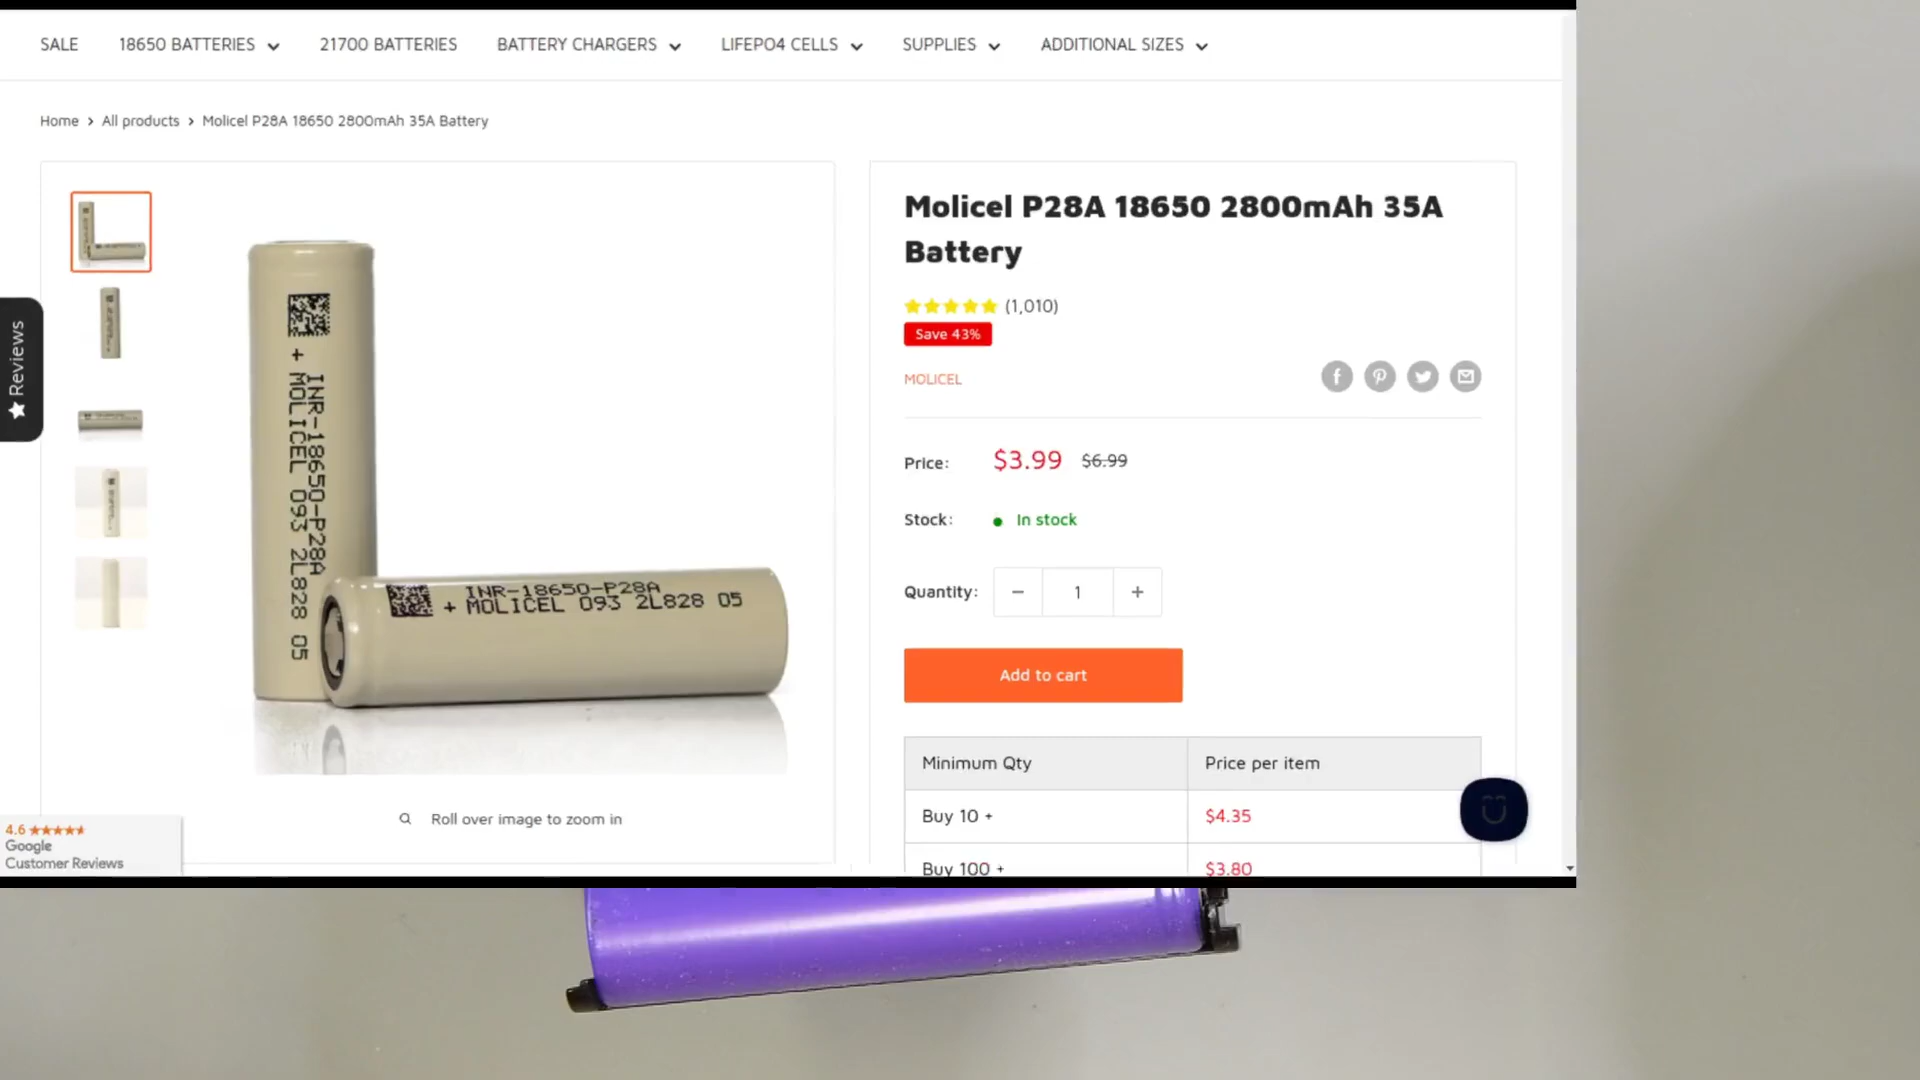 SALE
18650 BATTERIES
21700 BATTERIES
BATTERY CHARGERS
LIFEPO4 CELLS
SUPPLIES
ADDITIONAL SIZES
Home › All products › Molicel P28A 18650 2800mAh 35A Battery
Reviews
INR-18650-P28A
+ MOLICEL 093 2L828 05
INR-18650-P28A
+ MOLICEL 093 2L828 05
Roll over image to zoom in
4.6
Google
Customer Reviews
Molicel P28A 18650 2800mAh 35A
Battery
(1,010)
Save 43%
MOLICEL
Price: $3.99 $6.99
Stock: In stock
Quantity: − 1 +
Add to cart
Minimum Qty Price per item
Buy 10 + $4.35
Buy 100 + $3.80